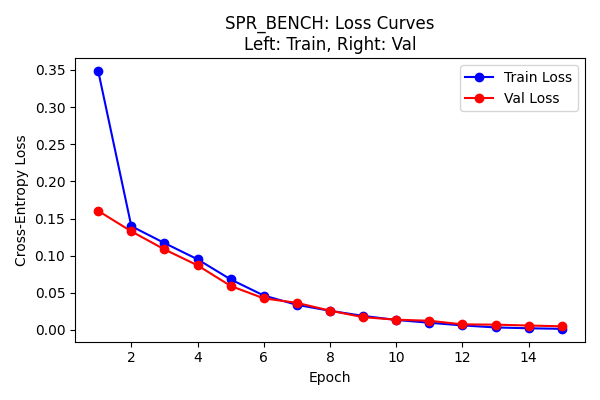 SPR_BENCH: Loss Curves
Left: Train, Right: Val
Train Loss
Val Loss
Cross-Entropy Loss
0.35
0.30
0.25
0.20
0.15
0.10
0.05
0.00
2 4 6 8 10 12 14
Epoch